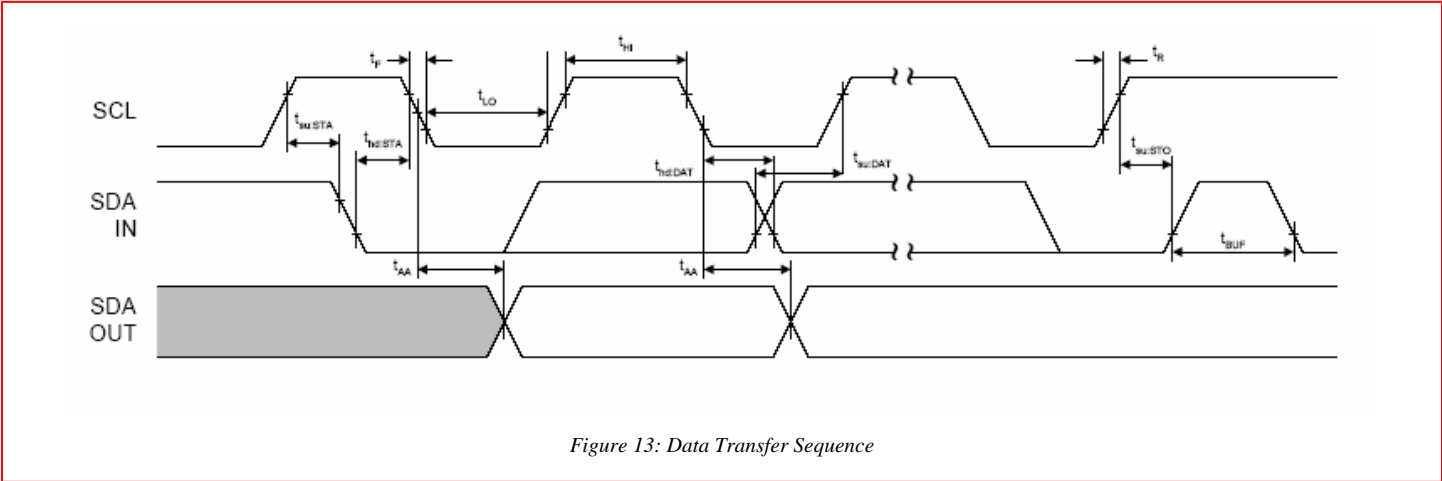 tF
tHI
tR
SCL
tLO
tsu:STA
thd:STA
tsu:STO
thd:DAT
tsu:DAT
SDA
IN
tBUF
tAA
tAA
SDA
OUT
Figure 13: Data Transfer Sequence